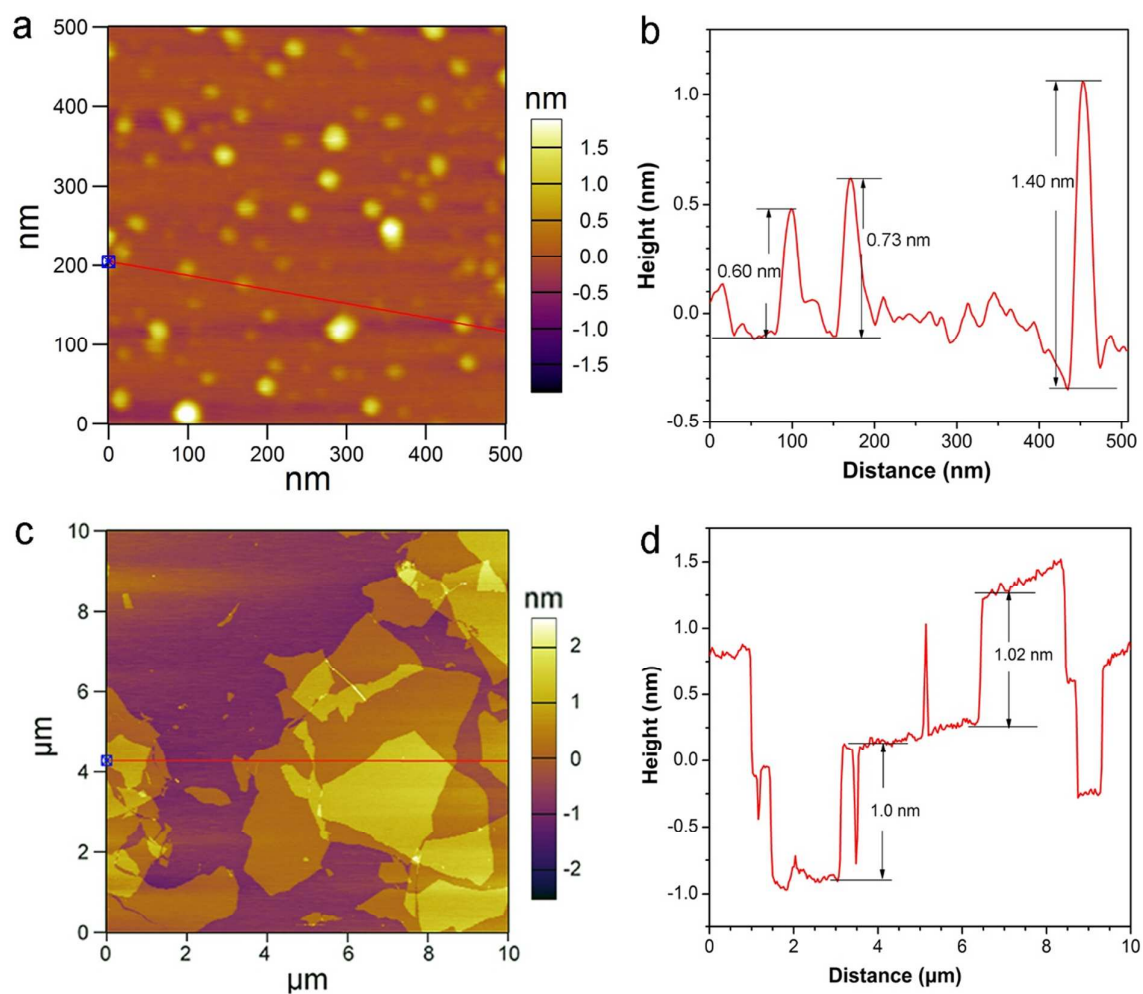 a
500
400
300
200
100
0
nm
0 100 200 300 400 500
nm
nm
1.5
1.0
0.5
0.0
-0.5
-1.0
-1.5
b
1.0
0.5
0.0
-0.5
Height (nm)
0.60 nm
0.73 nm
1.40 nm
0 100 200 300 400 500
Distance (nm)
c
10
8
6
4
2
0
µm
0 2 4 6 8 10
µm
nm
2
1
0
-1
-2
d
1.5
1.0
0.5
0.0
-0.5
-1.0
Height (nm)
1.02 nm
1.0 nm
0 2 4 6 8 10
Distance (µm)